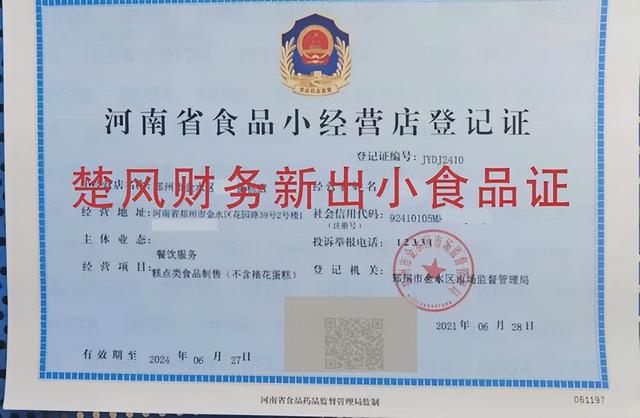 河南省食品小经营店登记证
登记证编号：JYDJ2410
楚风财务新出小食品证
经营地址：河南省郑州市金水区花园路39号2号楼1
社会信用代码：92410105MA
（注册号）
主体业态：
餐饮服务
投诉举报电话：12331
经营项目：糕点类食品制售（不含裱花蛋糕）
登记机关：郑州市金水区市场监督管理局
2021年06月28日
有效期至2024年06月27日
河南省食品药品监督管理局监制
061197